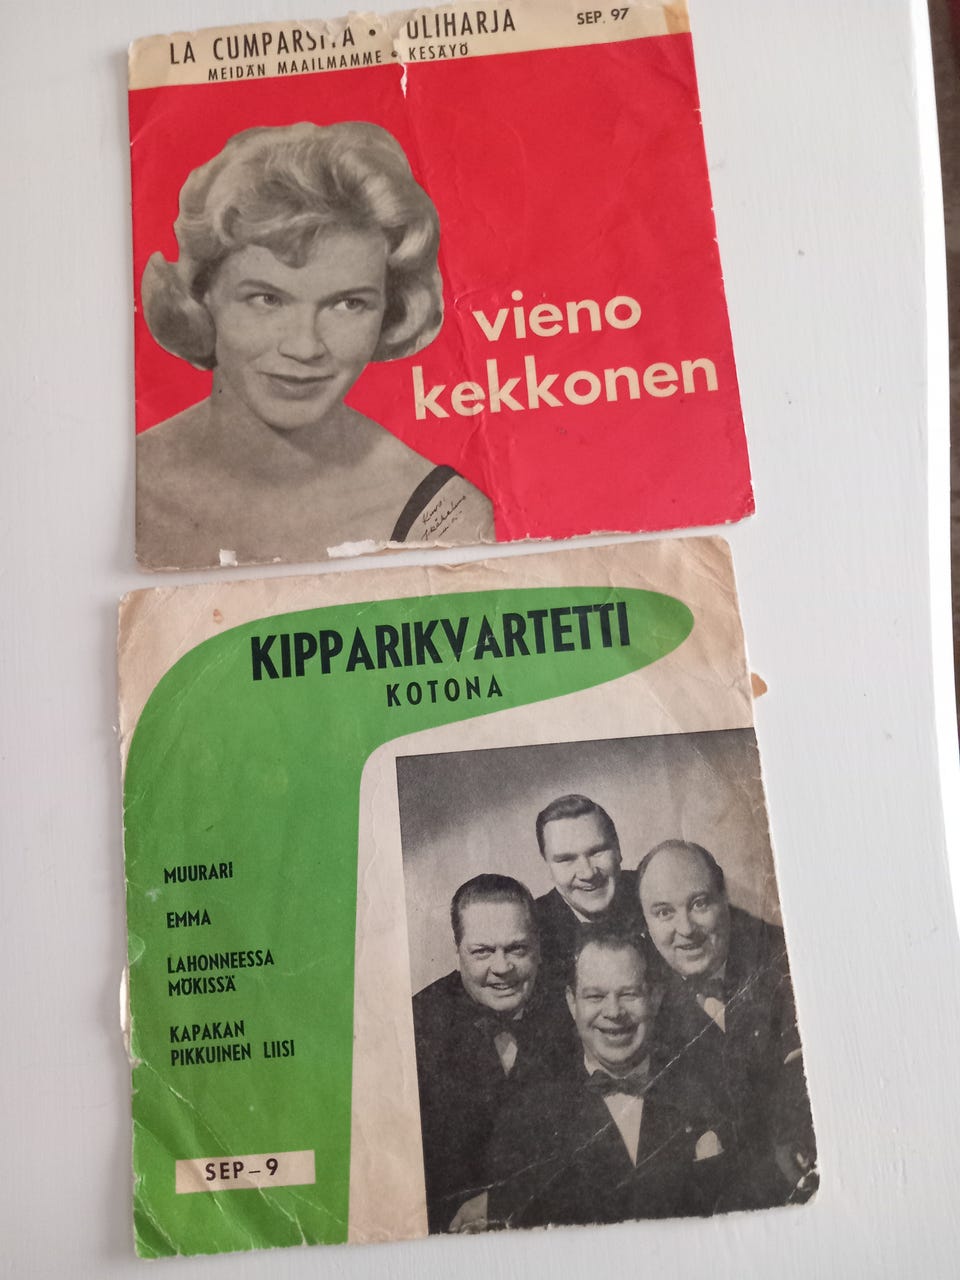 LA CUMPARSITA • ULIHARJA
SEP. 97
MEIDÄN MAAILMAMME • KESÄYÖ
vieno
kekkonen
KIPPARIKVARTETTI
KOTONA
MUURARI
EMMA
LAHONNEESSA
MÖKISSÄ
KAPAKAN
PIKKUINEN LIISI
SEP-9